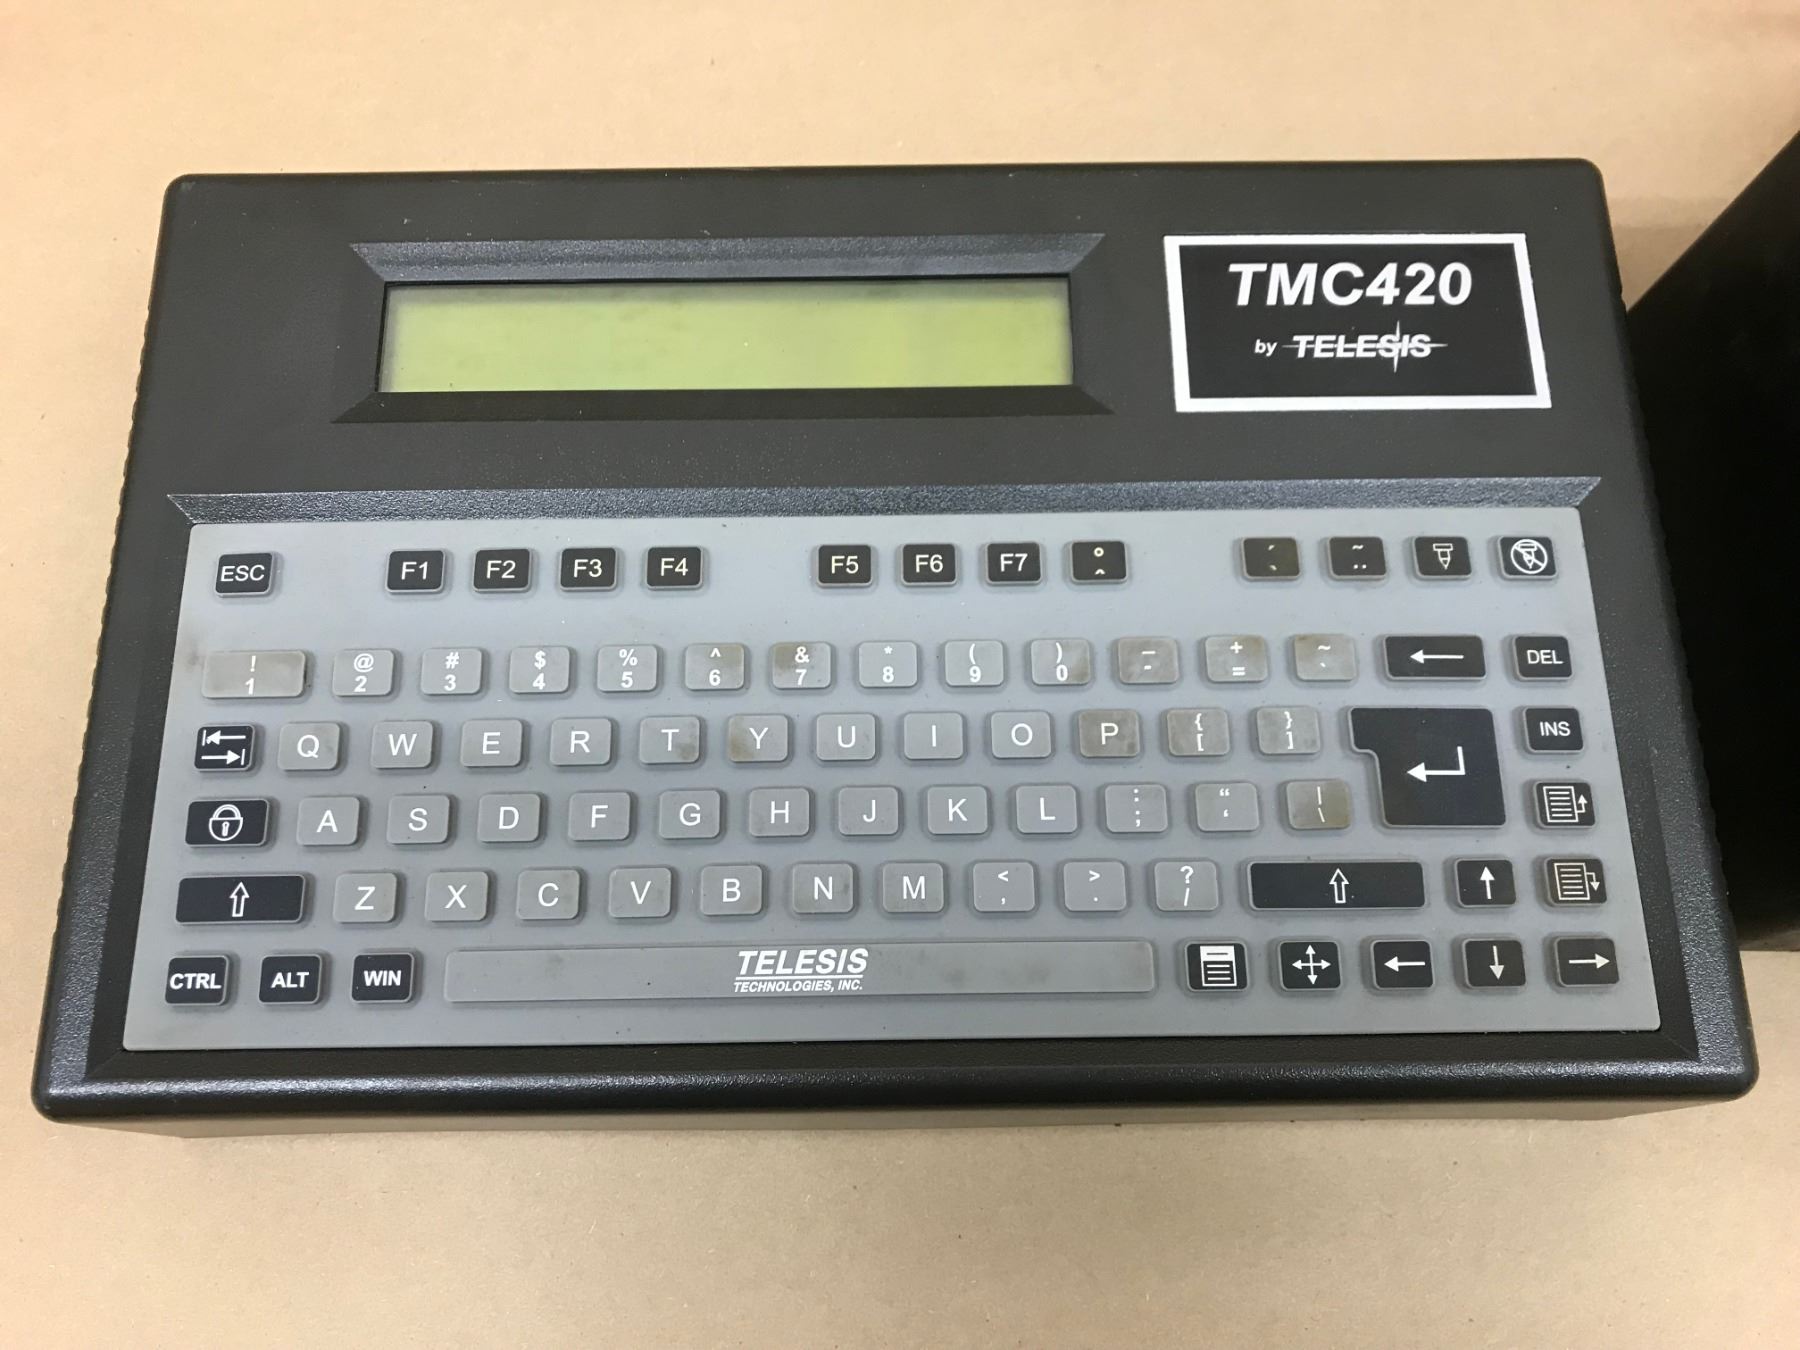 TMC420
by TELESIS
ESC F1 F2 F3 F4 F5 F6 F7 ° ^ ´ ` ~ ¨
! 1 @ 2 # 3 $ 4 % 5 ^ 6 & 7 * 8 ( 9 ) 0 _ - + = ~ ` ← DEL
Q W E R T Y U I O P { [ } ] INS
A S D F G H J K L : ; “ ‘ | \
Z X C V B N M < , > . ? / ↑
CTRL ALT WIN TELESIS ← ↓ →
TECHNOLOGIES, INC.